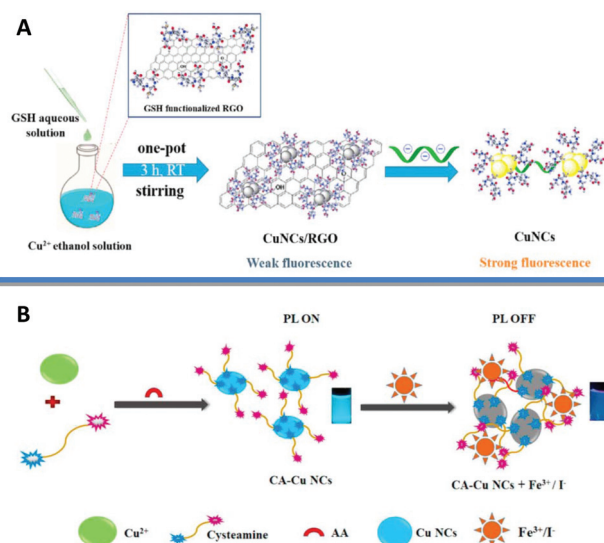 A
GSH aqueous
solution
Cu²⁺ ethanol solution
GSH functionalized RGO
one-pot
3 h, RT
stirring
OH
OH
CuNCs/RGO
Weak fluorescence
CuNCs
Strong fluorescence
B
PL ON
PL OFF
CA-Cu NCs
CA-Cu NCs + Fe³⁺/ I⁻
Cu²⁺
Cysteamine
AA
Cu NCs
Fe³⁺/I⁻